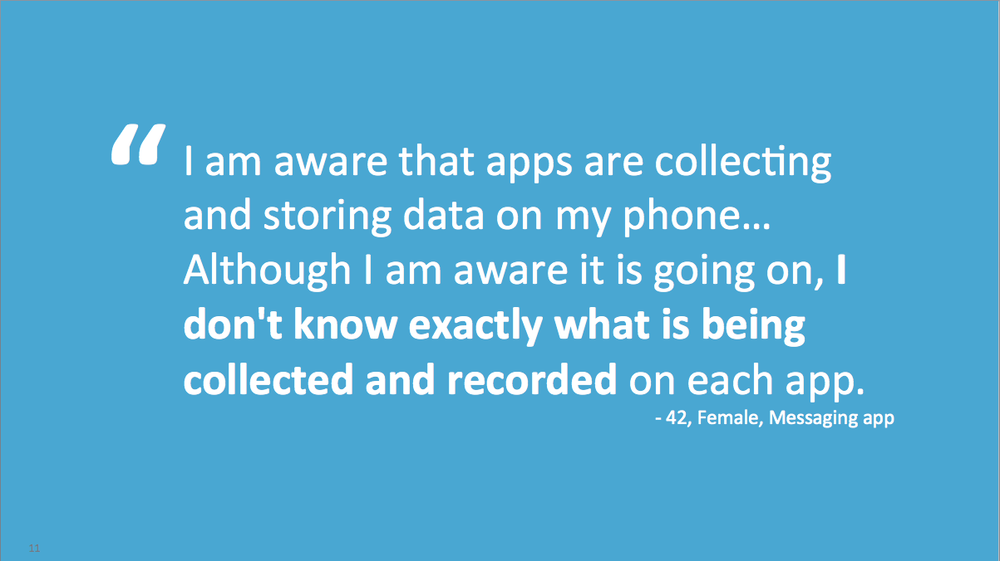 “ I am aware that apps are collecting
and storing data on my phone…
Although I am aware it is going on, I
don't know exactly what is being
collected and recorded on each app.
- 42, Female, Messaging app
11